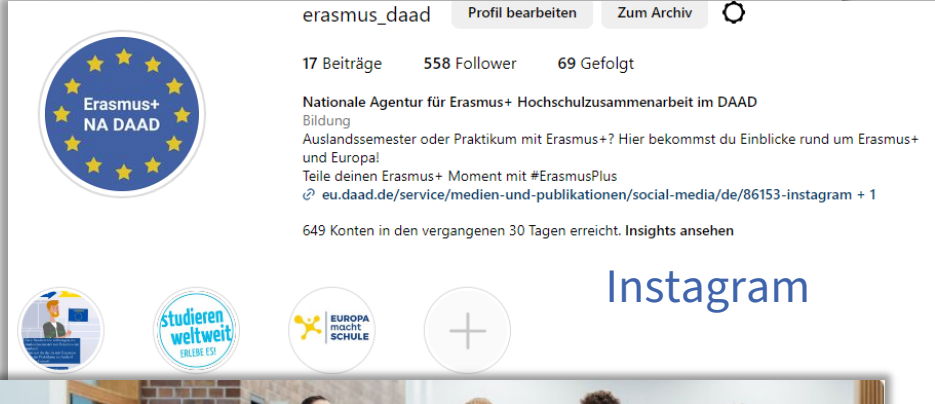 erasmus_daad Profil bearbeiten Zum Archiv
17 Beiträge 558 Follower 69 Gefolgt
Erasmus+
NA DAAD
Nationale Agentur für Erasmus+ Hochschulzusammenarbeit im DAAD
Bildung
Auslandssemester oder Praktikum mit Erasmus+? Hier bekommst du Einblicke rund um Erasmus+
und Europa!
Teile deinen Erasmus+ Moment mit #ErasmusPlus
eu.daad.de/service/medien-und-publikationen/social-media/de/86153-instagram + 1
649 Konten in den vergangenen 30 Tagen erreicht. Insights ansehen
Instagram
studieren
weltweit
ERLEBE ES!
EUROPA
macht
SCHULE